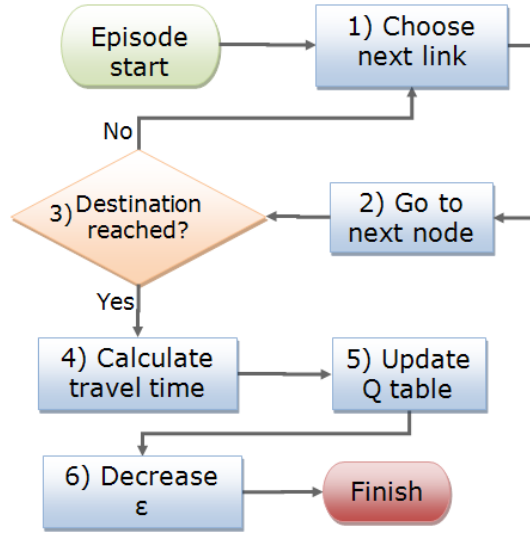 Episode
start
1) Choose
next link
No
3) Destination
reached?
2) Go to
next node
Yes
4) Calculate
travel time
5) Update
Q table
6) Decrease
ε
Finish